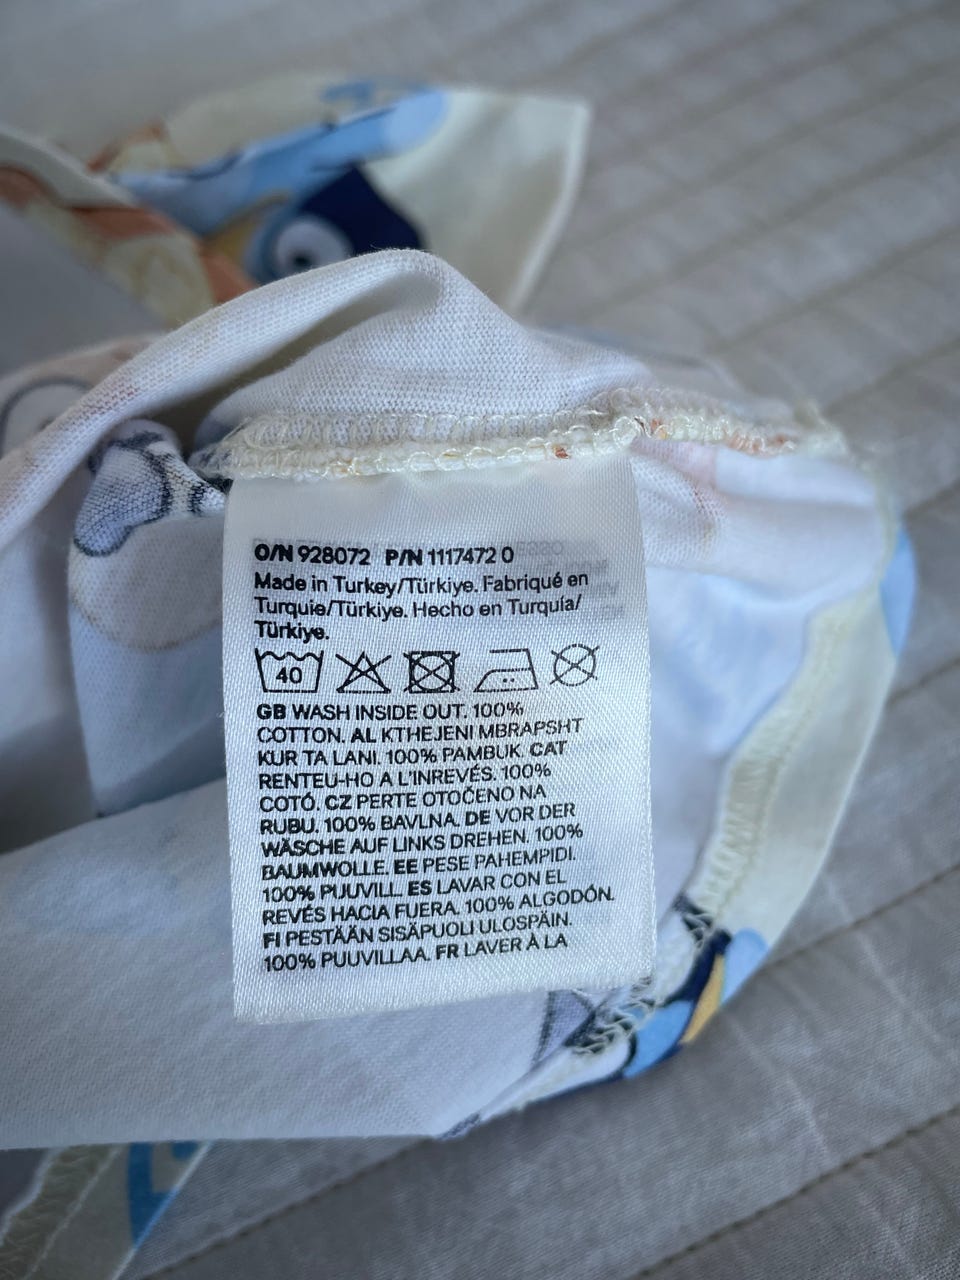 O/N 928072 P/N 1117472 0
Made in Turkey/Türkiye. Fabriqué en
Turquie/Türkiye. Hecho en Turquía/
Türkiye.
40
GB WASH INSIDE OUT. 100%
COTTON. AL KTHEJENI MBRAPSHT
KUR TA LANI. 100% PAMBUK. CAT
RENTEU-HO A L'INREVÉS. 100%
COTÓ. CZ PERTE OTOČENO NA
RUBU. 100% BAVLNA. DE VOR DER
WÄSCHE AUF LINKS DREHEN. 100%
BAUMWOLLE. EE PESE PAHEMPIDI.
100% PUUVILL. ES LAVAR CON EL
REVÉS HACIA FUERA. 100% ALGODÓN.
FI PESTÄÄN SISÄPUOLI ULOSPÄIN.
100% PUUVILLAA. FR LAVER À LA